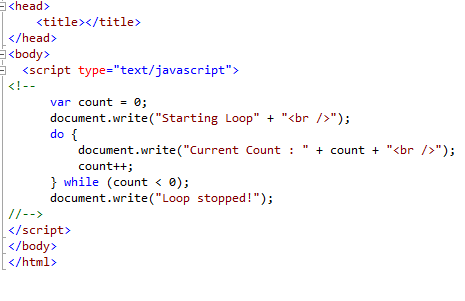 <head>
<title></title>
</head>
<body>
<script type="text/javascript">
<!--
var count = 0;
document.write("Starting Loop" + "<br />");
do {
document.write("Current Count : " + count + "<br />");
count++;
} while (count < 0);
document.write("Loop stopped!");
//-->
</script>
</body>
</html>